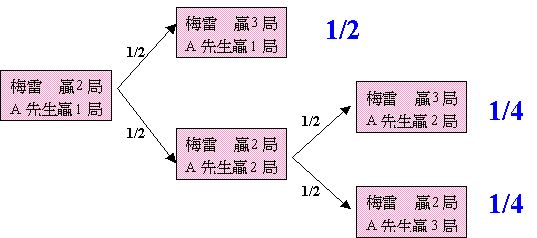 梅雷 贏3局
A 先生贏1局
1/2
1/2
梅雷 贏2局
A 先生贏1局
1/2
梅雷 贏3局
A 先生贏2局
1/4
1/2
梅雷 贏2局
A 先生贏2局
1/2
梅雷 贏2局
A 先生贏3局
1/4